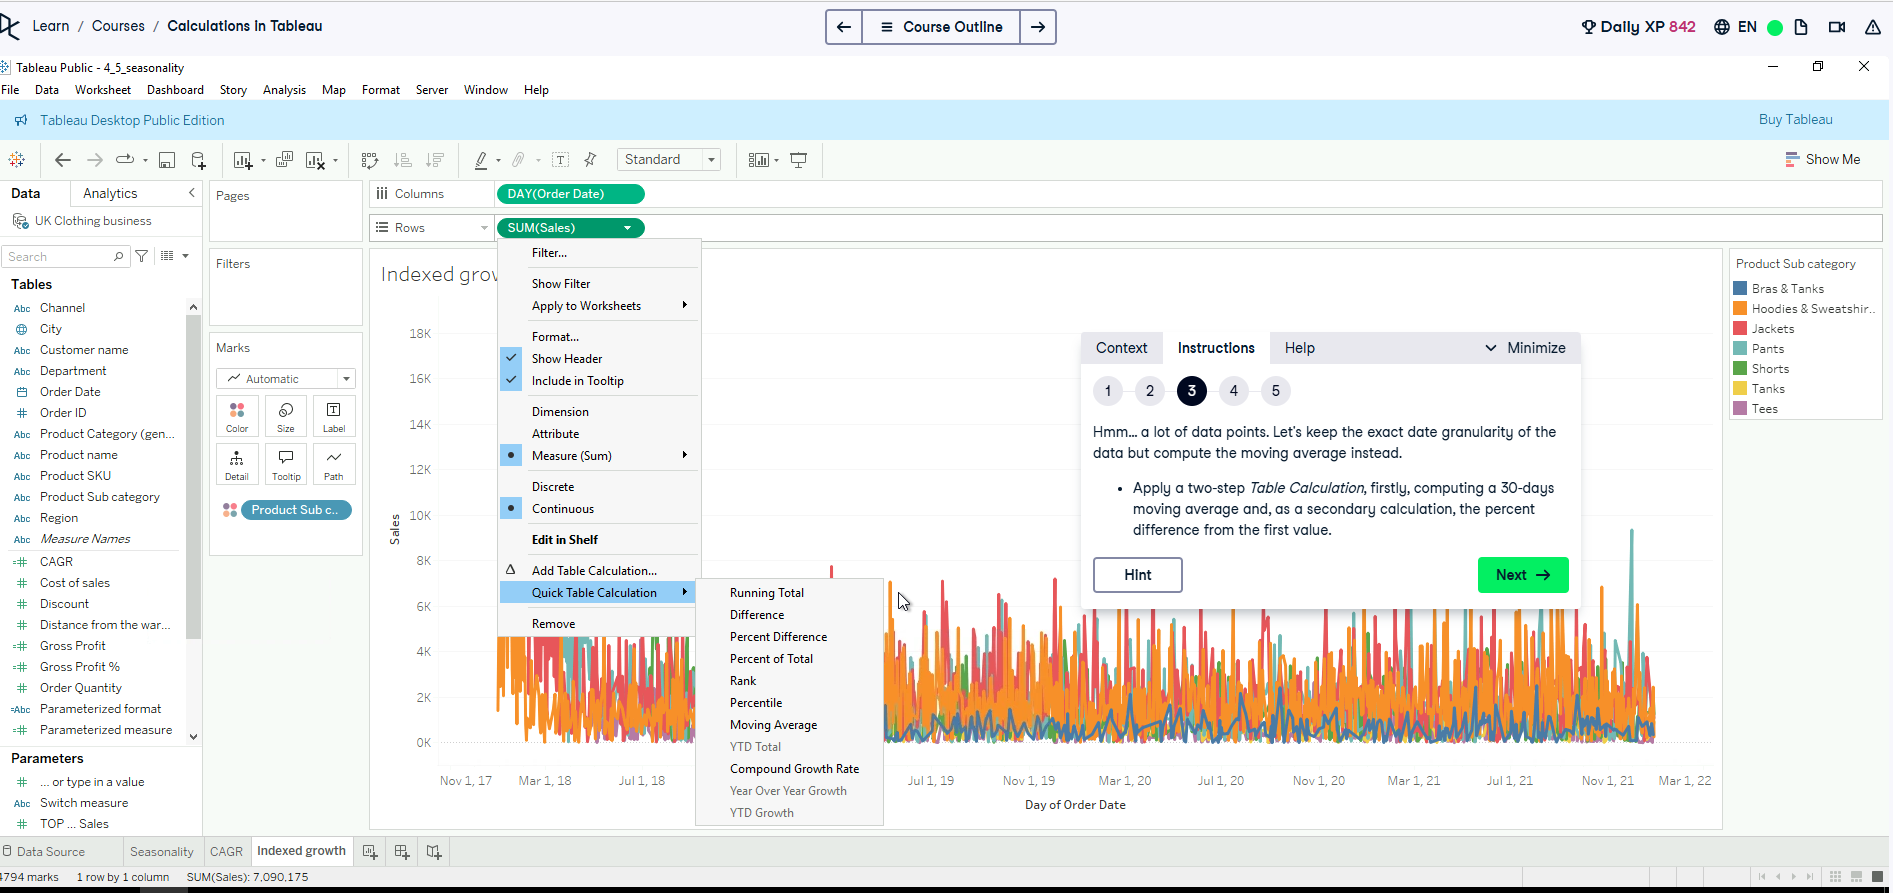 Learn / Courses / Calculations in Tableau
Course Outline
Daily XP 842
EN
Tableau Public - 4_5_seasonality
File Data Worksheet Dashboard Story Analysis Map Format Server Window Help
Tableau Desktop Public Edition
Buy Tableau
Standard
Show Me
Data
Analytics
UK Clothing business
Search
Tables
Abc Channel
City
Abc Customer name
Abc Department
Order Date
# Order ID
Abc Product Category (gen...
Abc Product name
Abc Product SKU
Abc Product Sub category
Abc Region
Abc Measure Names
=# CAGR
# Cost of sales
# Discount
=# Distance from the war...
=# Gross Profit
=# Gross Profit %
# Order Quantity
=Abc Parameterized format
=# Parameterized measure
Parameters
# ... or type in a value
Abc Switch measure
# TOP ... Sales
Pages
Filters
Marks
Automatic
Color
Size
Label
Detail
Tooltip
Path
Product Sub c..
Columns
DAY(Order Date)
Rows
SUM(Sales)
Indexed grow
Filter...
Show Filter
Apply to Worksheets
Format...
Show Header
Include in Tooltip
Dimension
Attribute
Measure (Sum)
Discrete
Continuous
Edit in Shelf
Add Table Calculation...
Quick Table Calculation
Remove
Running Total
Difference
Percent Difference
Percent of Total
Rank
Percentile
Moving Average
YTD Total
Compound Growth Rate
Year Over Year Growth
YTD Growth
18K
16K
14K
12K
10K
8K
6K
4K
2K
0K
Sales
Nov 1, 17
Mar 1, 18
Jul 1, 18
Jul 1, 19
Nov 1, 19
Mar 1, 20
Jul 1, 20
Nov 1, 20
Mar 1, 21
Jul 1, 21
Nov 1, 21
Mar 1, 22
Day of Order Date
Context
Instructions
Help
Minimize
1 2 3 4 5
Hmm... a lot of data points. Let's keep the exact date granularity of the
data but compute the moving average instead.
• Apply a two-step Table Calculation, firstly, computing a 30-days
moving average and, as a secondary calculation, the percent
difference from the first value.
Hint
Next
Product Sub category
Bras & Tanks
Hoodies & Sweatshir..
Jackets
Pants
Shorts
Tanks
Tees
Data Source
Seasonality
CAGR
Indexed growth
4794 marks
1 row by 1 column
SUM(Sales): 7,090,175